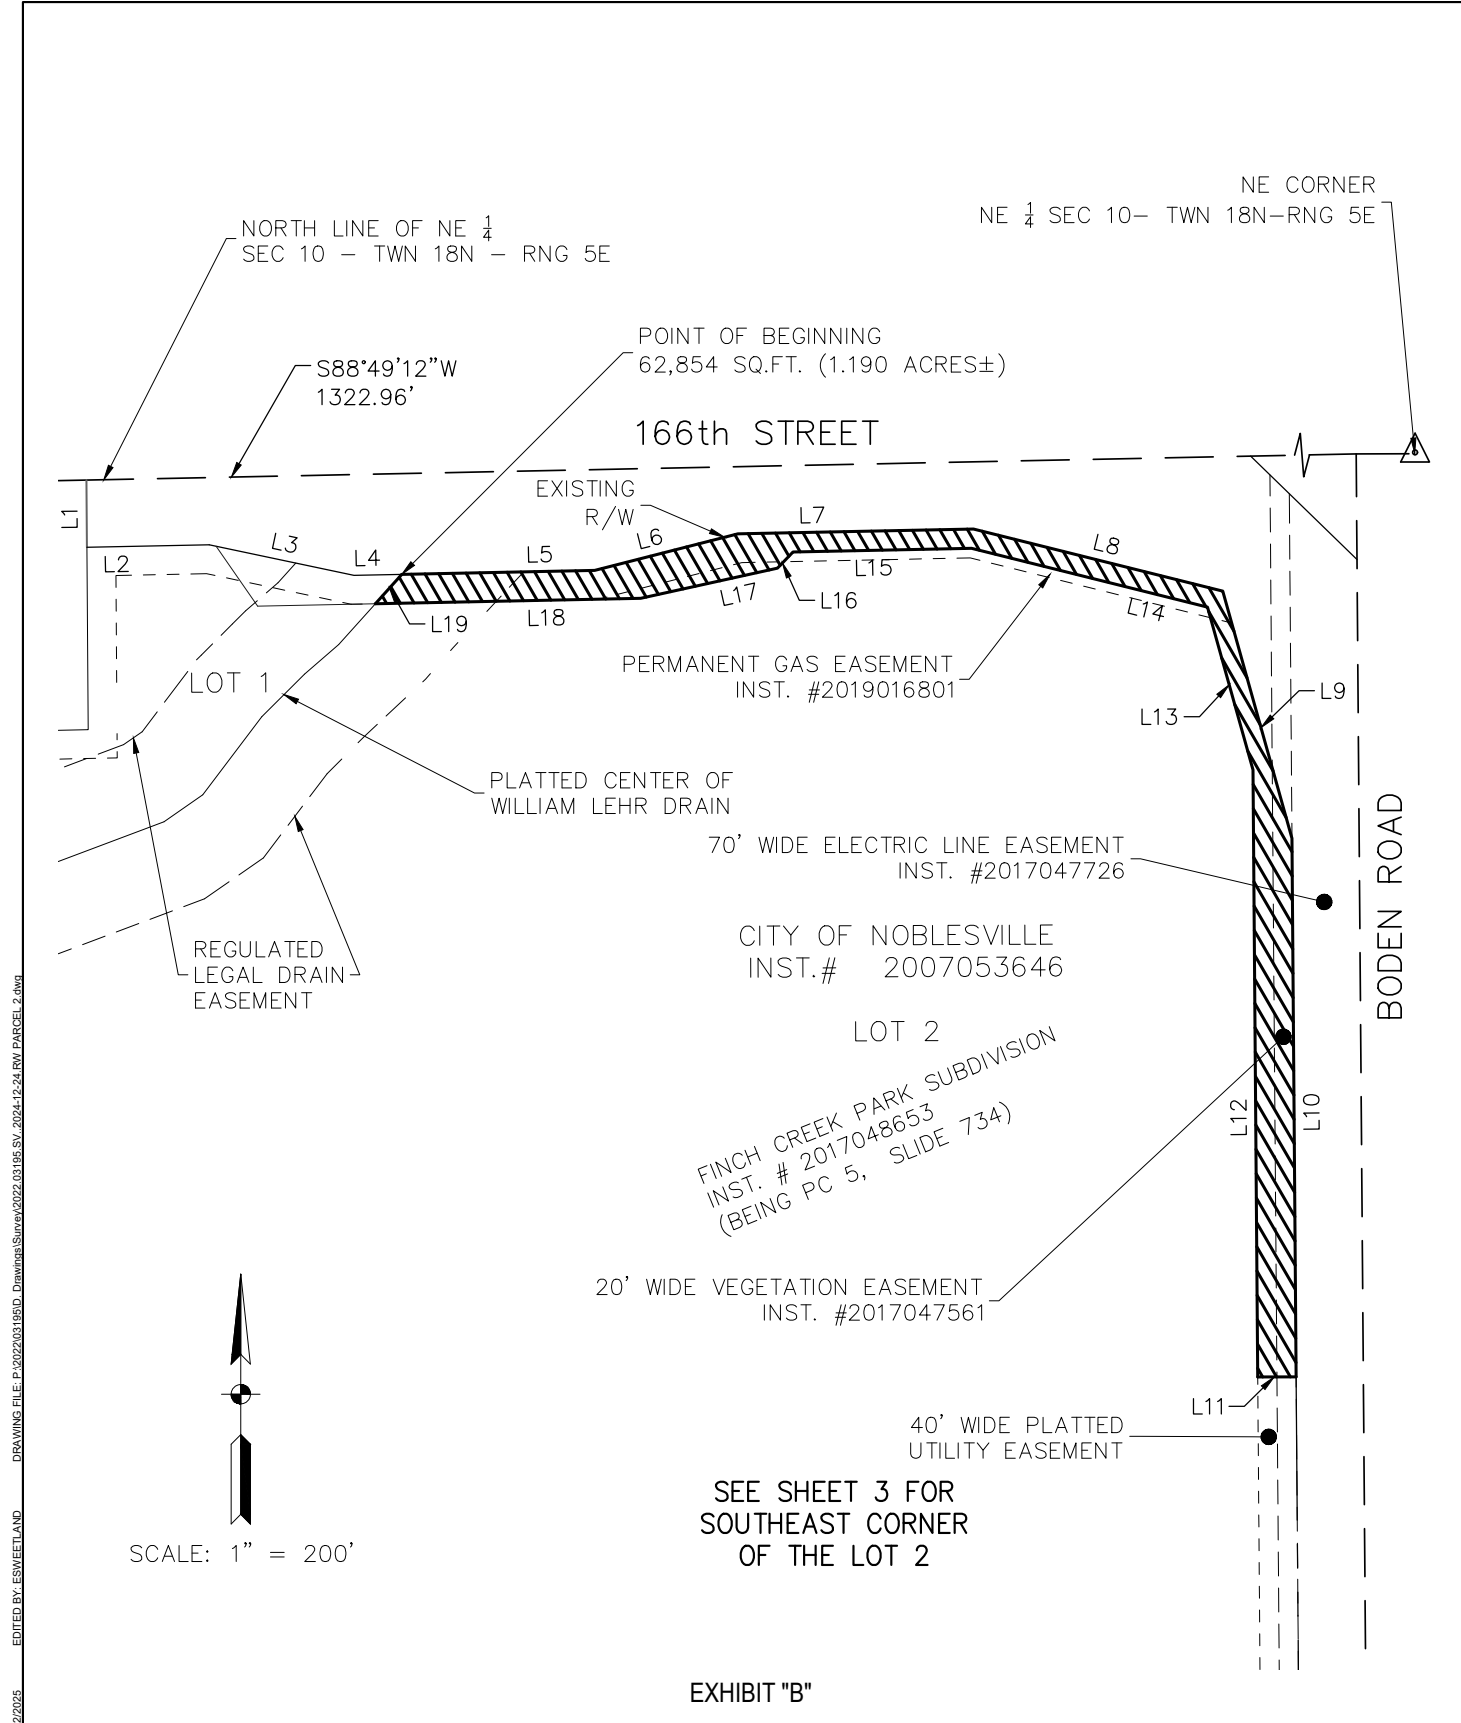 NE CORNER
NE 1/4 SEC 10- TWN 18N-RNG 5E
NORTH LINE OF NE 1/4
SEC 10 - TWN 18N - RNG 5E
POINT OF BEGINNING
62,854 SQ.FT. (1.190 ACRES±)
S88°49'12"W
1322.96'
166th STREET
EXISTING
R/W
L1
L2
L3
L4
L5
L6
L7
L8
L15
L16
L17
L14
L18
L19
PERMANENT GAS EASEMENT
INST. #2019016801
LOT 1
L9
L13
PLATTED CENTER OF
WILLIAM LEHR DRAIN
70' WIDE ELECTRIC LINE EASEMENT
INST. #2017047726
BODEN ROAD
CITY OF NOBLESVILLE
INST.# 2007053646
REGULATED
LEGAL DRAIN
EASEMENT
LOT 2
FINCH CREEK PARK SUBDIVISION
INST. # 2017048653
(BEING PC 5, SLIDE 734)
L12
L10
20' WIDE VEGETATION EASEMENT
INST. #2017047561
L11
40' WIDE PLATTED
UTILITY EASEMENT
SEE SHEET 3 FOR
SOUTHEAST CORNER
OF THE LOT 2
SCALE: 1" = 200'
EXHIBIT "B"
2/2025 EDITED BY: ESWEETLAND DRAWING FILE: P:\2022\03195\D. Drawings\Survey\2022.03195.SV..2024-12-24.RW PARCEL 2.dwg